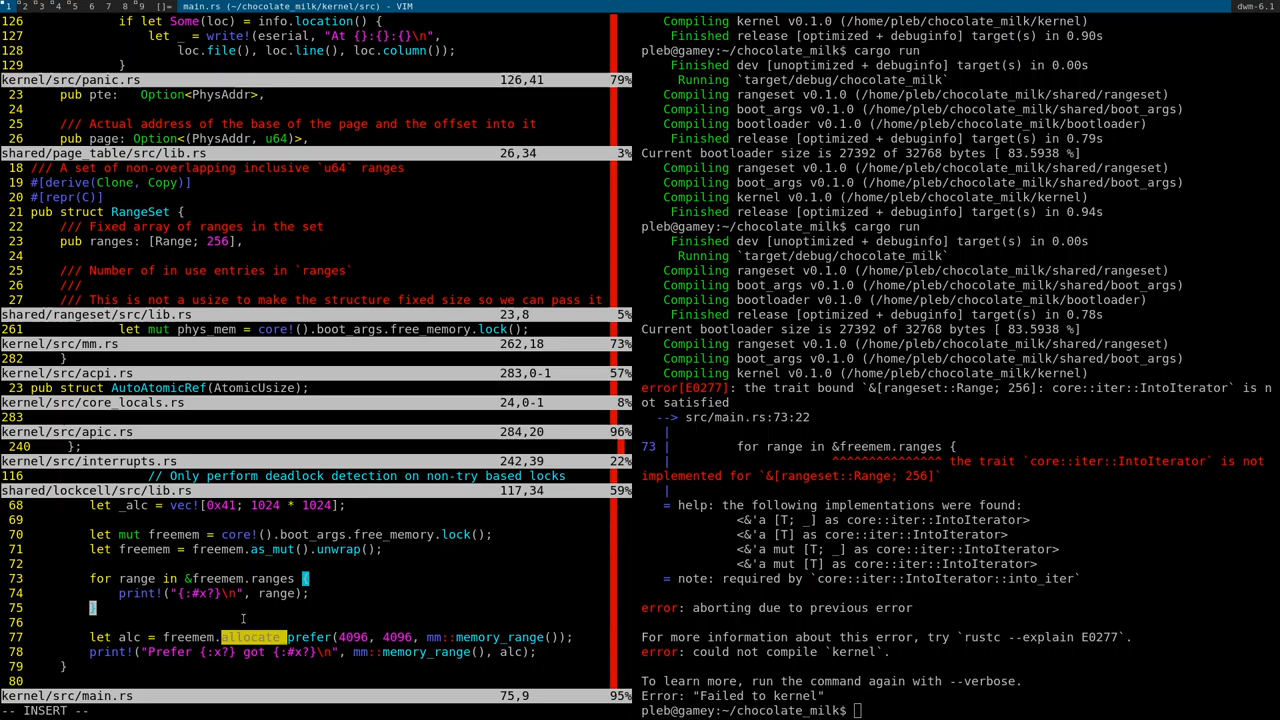 1 2 3 4 5 6 7 8 9 []= main.rs (~/chocolate_milk/kernel/src) - VIM dwm-6.1
126 if let Some(loc) = info.location() {
127 let _ = write!(eserial, "At {}:{}:{}\n",
128 loc.file(), loc.line(), loc.column());
129 }
kernel/src/panic.rs 126,41 79%
23 pub pte: Option<PhysAddr>,
24
25 /// Actual address of the base of the page and the offset into it
26 pub page: Option<(PhysAddr, u64)>,
shared/page_table/src/lib.rs 26,34 3%
18 /// A set of non-overlapping inclusive `u64` ranges
19 #[derive(Clone, Copy)]
20 #[repr(C)]
21 pub struct RangeSet {
22 /// Fixed array of ranges in the set
23 pub ranges: [Range; 256],
24
25 /// Number of in use entries in `ranges`
26 ///
27 /// This is not a usize to make the structure fixed size so we can pass it
shared/rangeset/src/lib.rs 23,8 5%
261 let mut phys_mem = core!().boot_args.free_memory.lock();
kernel/src/mm.rs 262,18 73%
282 }
kernel/src/acpi.rs 283,0-1 57%
23 pub struct AutoAtomicRef(AtomicUsize);
kernel/src/core_locals.rs 24,0-1 8%
283
kernel/src/apic.rs 284,20 96%
240 };
kernel/src/interrupts.rs 242,39 22%
116 // Only perform deadlock detection on non-try based locks
shared/lockcell/src/lib.rs 117,34 59%
68 let _alc = vec![0x41; 1024 * 1024];
69
70 let mut freemem = core!().boot_args.free_memory.lock();
71 let freemem = freemem.as_mut().unwrap();
72
73 for range in &freemem.ranges {
74 print!("{:#x?}\n", range);
75 }
76
77 let alc = freemem.allocate_prefer(4096, 4096, mm::memory_range());
78 print!("Prefer {:x?} got {:#x?}\n", mm::memory_range(), alc);
79 }
80
kernel/src/main.rs 75,9 95%
-- INSERT --
Compiling kernel v0.1.0 (/home/pleb/chocolate_milk/kernel)
Finished release [optimized + debuginfo] target(s) in 0.90s
pleb@gamey:~/chocolate_milk$ cargo run
Finished dev [unoptimized + debuginfo] target(s) in 0.00s
Running `target/debug/chocolate_milk`
Compiling rangeset v0.1.0 (/home/pleb/chocolate_milk/shared/rangeset)
Compiling boot_args v0.1.0 (/home/pleb/chocolate_milk/shared/boot_args)
Compiling bootloader v0.1.0 (/home/pleb/chocolate_milk/bootloader)
Finished release [optimized + debuginfo] target(s) in 0.79s
Current bootloader size is 27392 of 32768 bytes [ 83.5938 %]
Compiling rangeset v0.1.0 (/home/pleb/chocolate_milk/shared/rangeset)
Compiling boot_args v0.1.0 (/home/pleb/chocolate_milk/shared/boot_args)
Compiling kernel v0.1.0 (/home/pleb/chocolate_milk/kernel)
Finished release [optimized + debuginfo] target(s) in 0.94s
pleb@gamey:~/chocolate_milk$ cargo run
Finished dev [unoptimized + debuginfo] target(s) in 0.00s
Running `target/debug/chocolate_milk`
Compiling rangeset v0.1.0 (/home/pleb/chocolate_milk/shared/rangeset)
Compiling boot_args v0.1.0 (/home/pleb/chocolate_milk/shared/boot_args)
Compiling bootloader v0.1.0 (/home/pleb/chocolate_milk/bootloader)
Finished release [optimized + debuginfo] target(s) in 0.78s
Current bootloader size is 27392 of 32768 bytes [ 83.5938 %]
Compiling rangeset v0.1.0 (/home/pleb/chocolate_milk/shared/rangeset)
Compiling boot_args v0.1.0 (/home/pleb/chocolate_milk/shared/boot_args)
Compiling kernel v0.1.0 (/home/pleb/chocolate_milk/kernel)
error[E0277]: the trait bound `&[rangeset::Range; 256]: core::iter::IntoIterator` is n
ot satisfied
--> src/main.rs:73:22
|
73 | for range in &freemem.ranges {
| ^^^^^^^^^^^^^^^ the trait `core::iter::IntoIterator` is not
implemented for `&[rangeset::Range; 256]`
|
= help: the following implementations were found:
<&'a [T; _] as core::iter::IntoIterator>
<&'a [T] as core::iter::IntoIterator>
<&'a mut [T; _] as core::iter::IntoIterator>
<&'a mut [T] as core::iter::IntoIterator>
= note: required by `core::iter::IntoIterator::into_iter`
error: aborting due to previous error
For more information about this error, try `rustc --explain E0277`.
error: could not compile `kernel`.
To learn more, run the command again with --verbose.
Error: "Failed to kernel"
pleb@gamey:~/chocolate_milk$